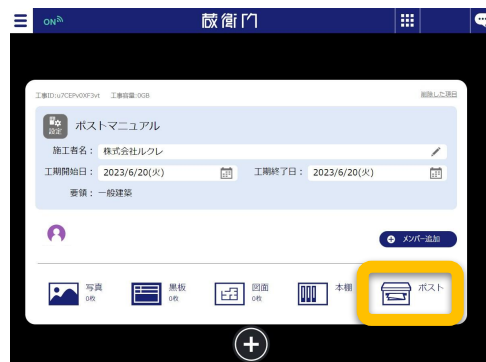 ON
蔵衛門
工事ID:u7CEPv0XF3vt 工事容量:0GB 削除した項目
設定 ポストマニュアル
施工者名： 株式会社ルクレ
工期開始日： 2023/6/20(火) 工期終了日： 2023/6/20(火)
要領： 一般建築
メンバー追加
写真 0枚 黒板 0枚 図面 0枚 本棚 ポスト